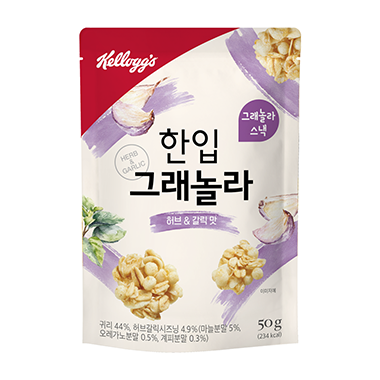 Kellogg's
그래놀라
스낵
HERB
&
GARLIC
한입
그래놀라
허브 & 갈릭 맛
이미지예
귀리 44%, 허브갈릭시즈닝 4.9%(마늘분말 5%,
오레가노분말 0.5%, 계피분말 0.3%)
50 g
(234 kcal)